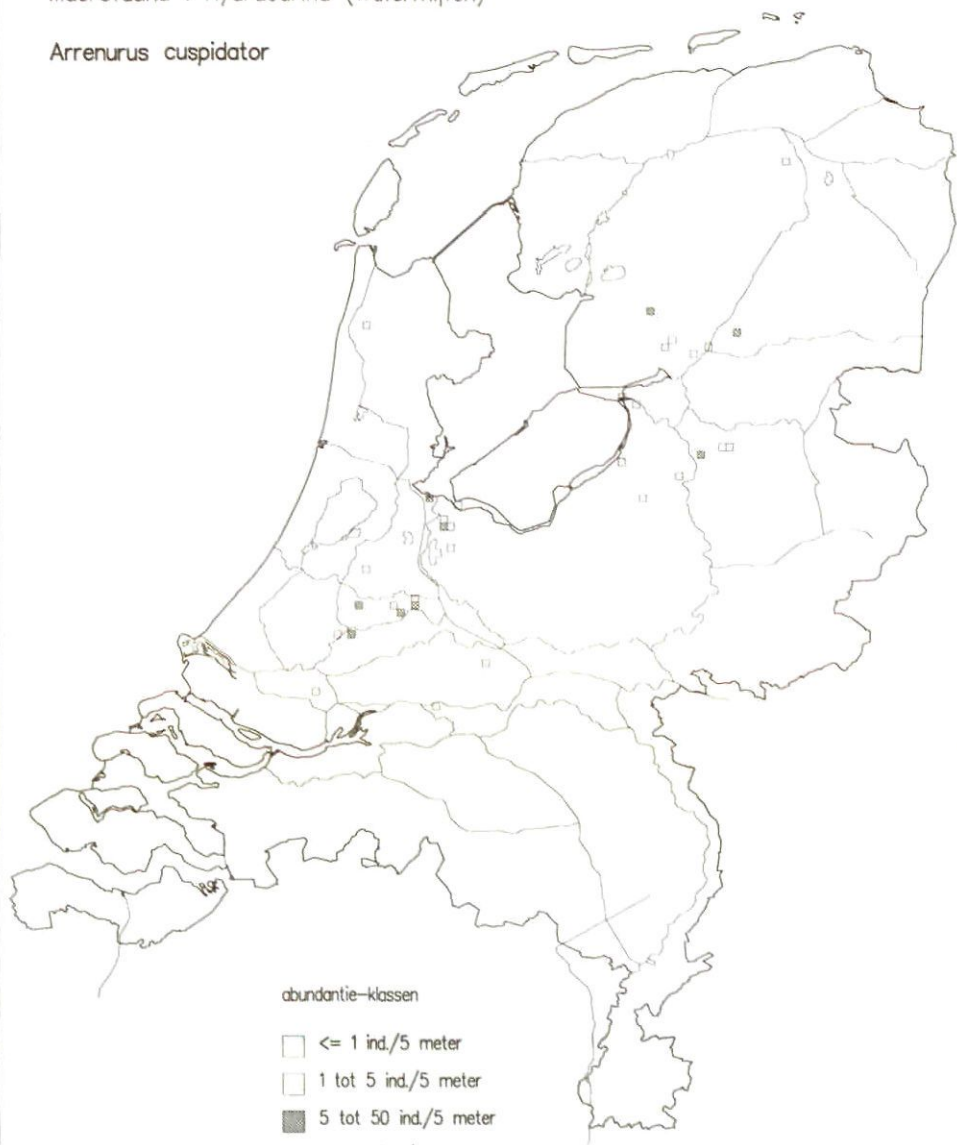 Arrenurus cuspidator
abundantie-klassen
<= 1 ind./5 meter
1 tot 5 ind./5 meter
5 tot 50 ind./5 meter